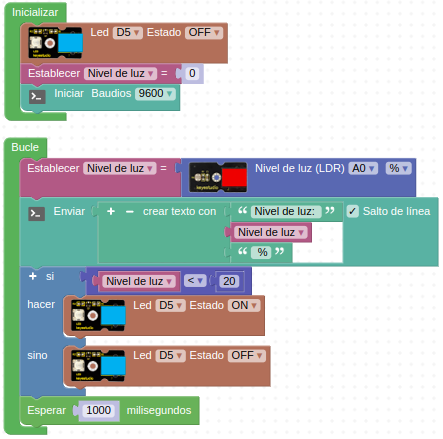 Inicializar
Led D5 Estado OFF
Establecer Nivel de luz = 0
Iniciar Baudios 9600
Bucle
Establecer Nivel de luz = Nivel de luz (LDR) A0 %
keyestudio
Enviar + − crear texto con “ Nivel de luz: ” ✓ Salto de línea
Nivel de luz
“ % ”
+ si Nivel de luz < 20
hacer Led D5 Estado ON
sino Led D5 Estado OFF
Esperar 1000 milisegundos